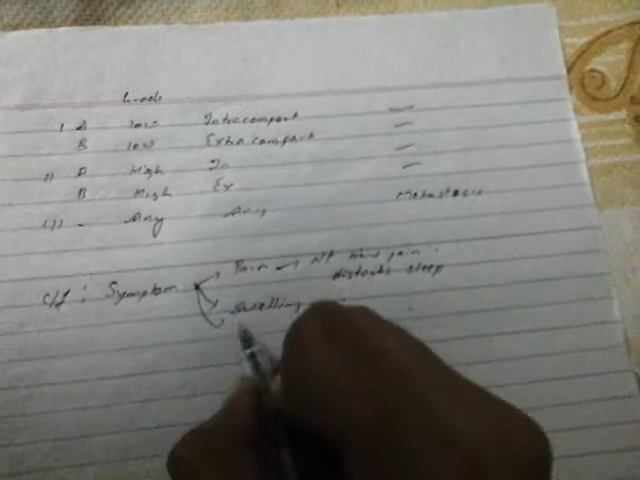 Grade
I A low Intracompart —
B low Extracompart —
II A High In —
B High Ex —
III - Any Any Metastasis
C/f : Symptom Pain → NT time pain
disturbs sleep
Swelling